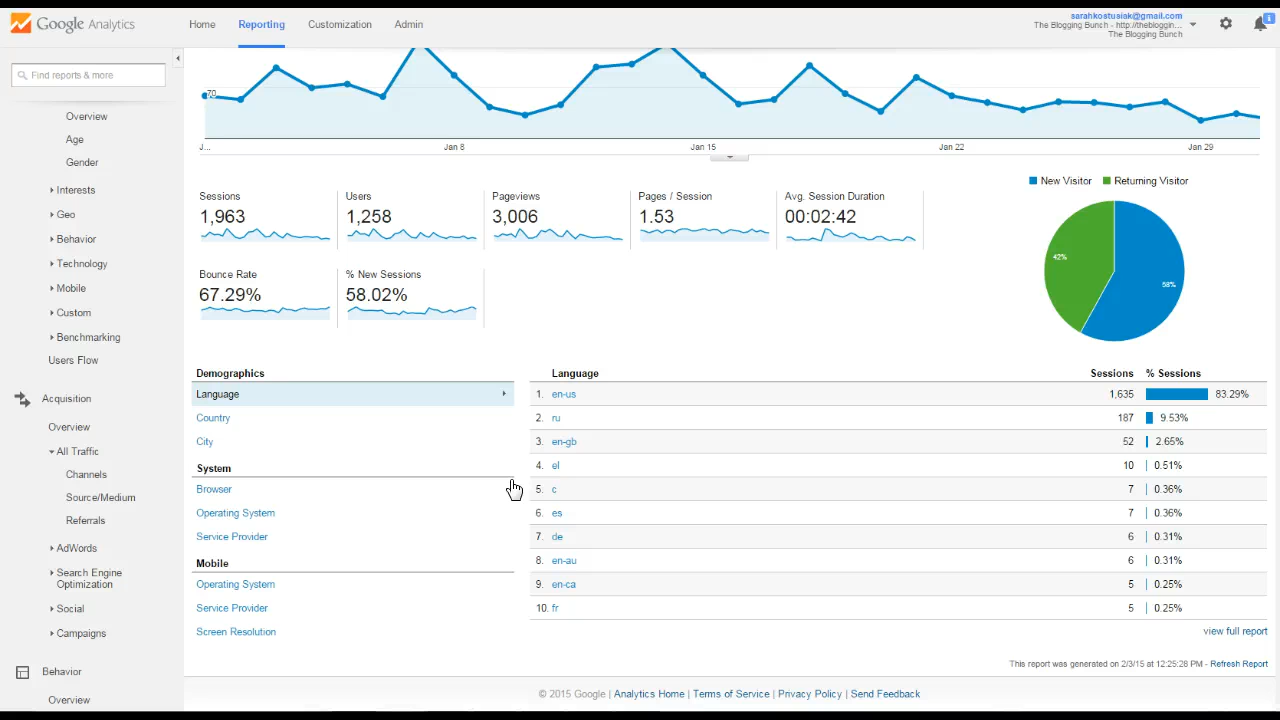 Google Analytics
Home Reporting Customization Admin
sarahkostusiak@gmail.com
The Blogging Bunch - http://thebloggin...
The Blogging Bunch
Find reports & more
Overview
Age
Gender
Interests
Geo
Behavior
Technology
Mobile
Custom
Benchmarking
Users Flow
Acquisition
Overview
All Traffic
Channels
Source/Medium
Referrals
AdWords
Search Engine
Optimization
Social
Campaigns
Behavior
Overview
70
J... Jan 8 Jan 15 Jan 22 Jan 29
Sessions Users Pageviews Pages / Session Avg. Session Duration
1,963 1,258 3,006 1.53 00:02:42
Bounce Rate % New Sessions
67.29% 58.02%
New Visitor Returning Visitor
42%
58%
Demographics
Language
Country
City
System
Browser
Operating System
Service Provider
Mobile
Operating System
Service Provider
Screen Resolution
Language Sessions % Sessions
1. en-us 1,635 83.29%
2. ru 187 9.53%
3. en-gb 52 2.65%
4. el 10 0.51%
5. c 7 0.36%
6. es 7 0.36%
7. de 6 0.31%
8. en-au 6 0.31%
9. en-ca 5 0.25%
10. fr 5 0.25%
view full report
This report was generated on 2/3/15 at 12:25:28 PM - Refresh Report
© 2015 Google | Analytics Home | Terms of Service | Privacy Policy | Send Feedback